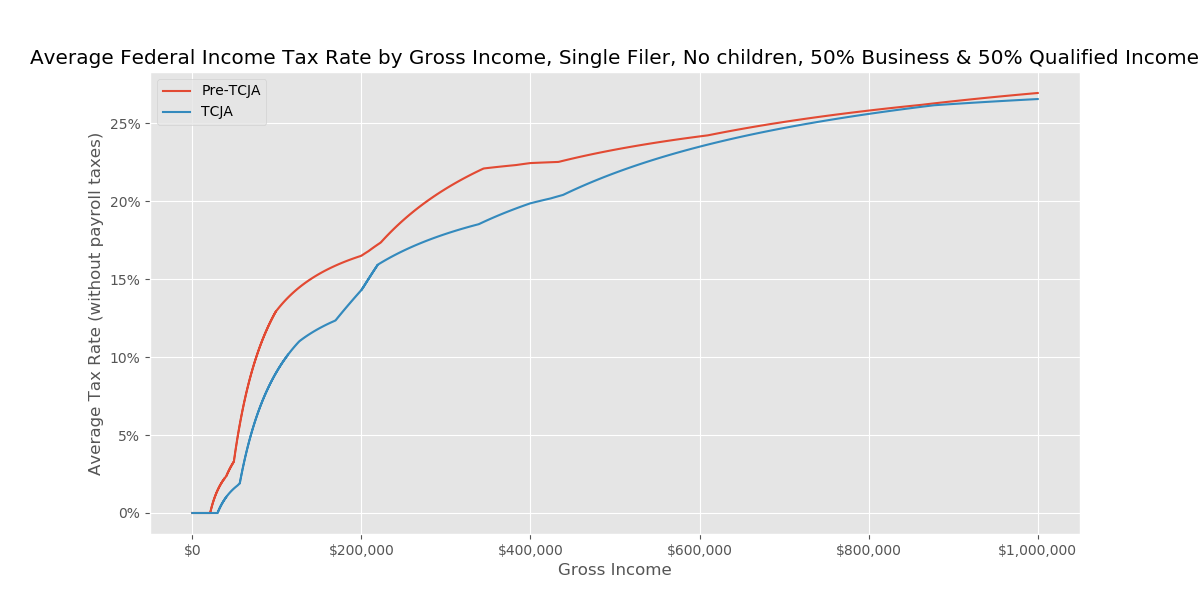 Average Federal Income Tax Rate by Gross Income, Single Filer, No children, 50% Business & 50% Qualified Income
Pre-TCJA
TCJA
Average Tax Rate (without payroll taxes)
25%
20%
15%
10%
5%
0%
$0 $200,000 $400,000 $600,000 $800,000 $1,000,000
Gross Income